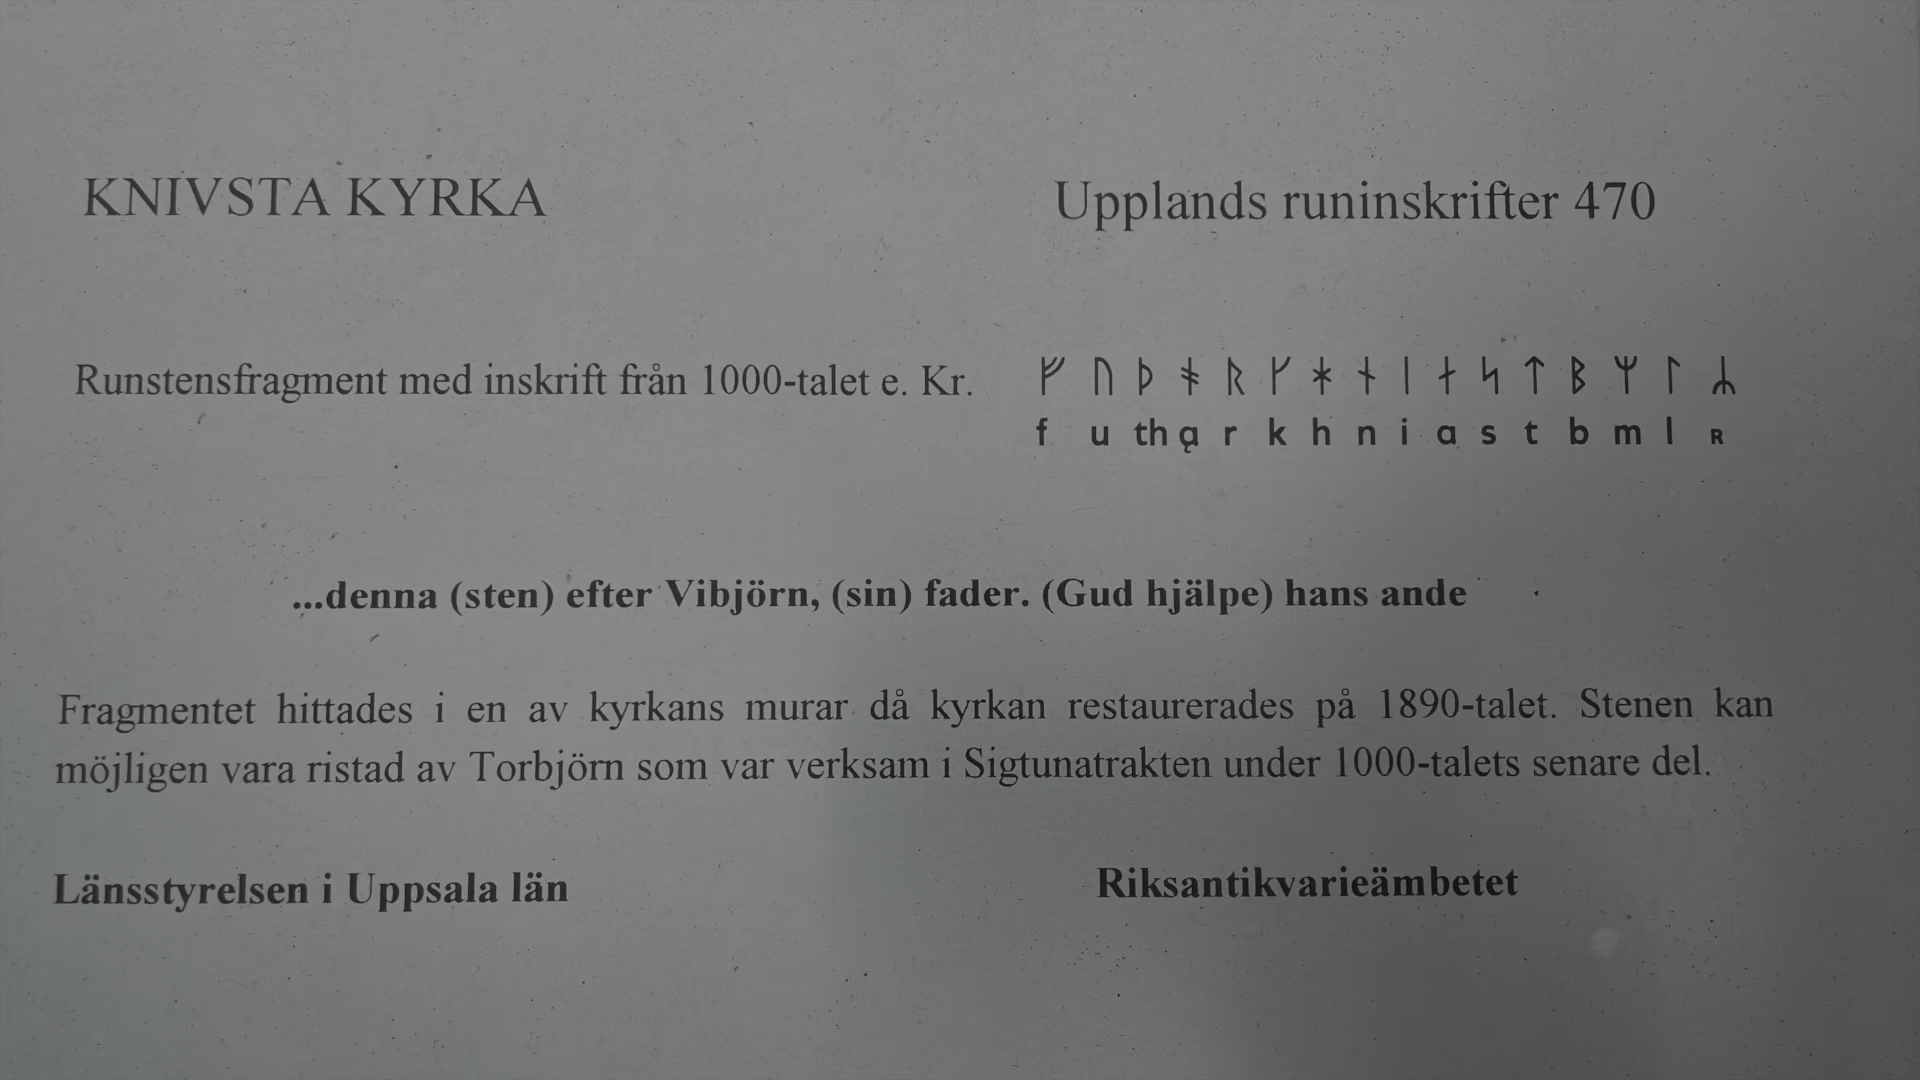 KNIVSTA KYRKA
Upplands runinskrifter 470
Runstensfragment med inskrift från 1000-talet e. Kr.
ᚠ ᚢ ᚦ ᚬ ᚱ ᚴ ᚼ ᚾ ᛁ ᛅ ᛋ ᛏ ᛒ ᛘ ᛚ ᛦ
f u th ą r k h n i a s t b m l ʀ
...denna (sten) efter Vibjörn, (sin) fader. (Gud hjälpe) hans ande
Fragmentet hittades i en av kyrkans murar då kyrkan restaurerades på 1890-talet. Stenen kan
möjligen vara ristad av Torbjörn som var verksam i Sigtunatrakten under 1000-talets senare del.
Länsstyrelsen i Uppsala län
Riksantikvarieämbetet